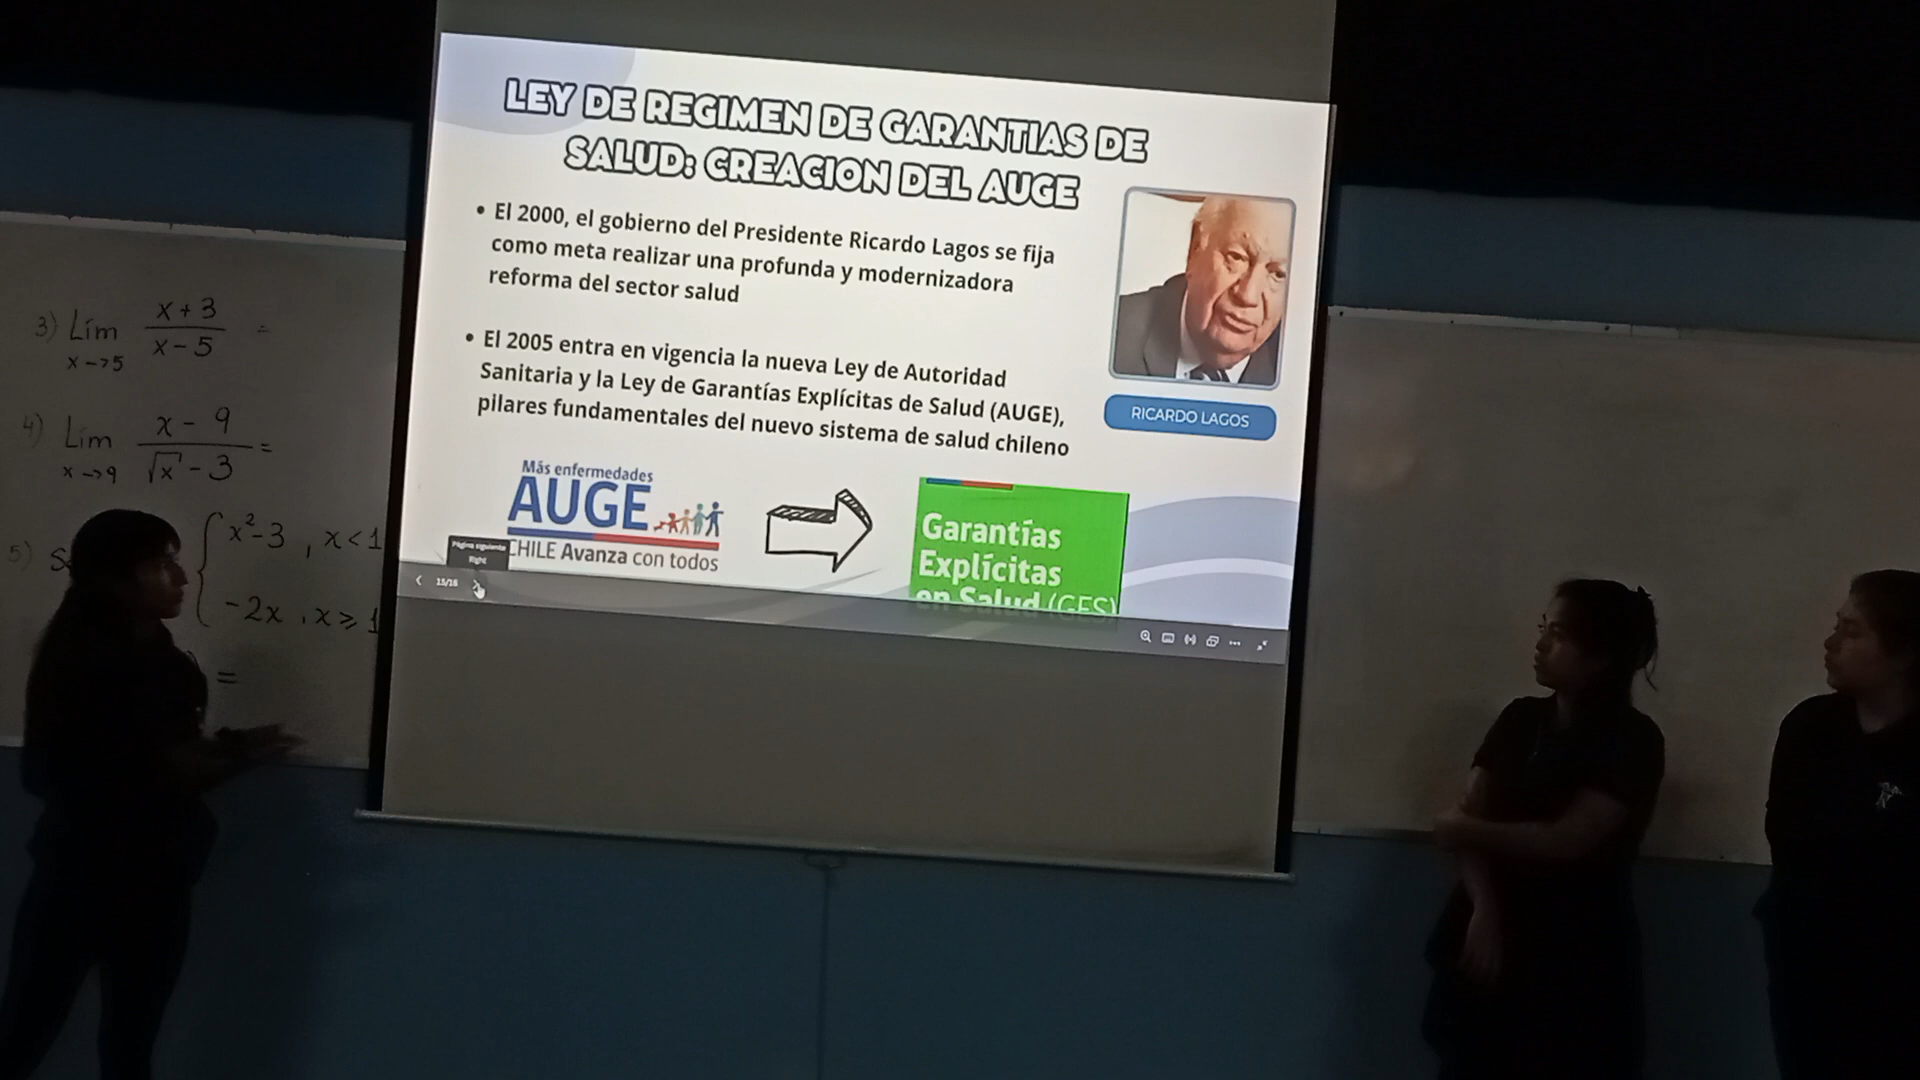 LEY DE REGIMEN DE GARANTIAS DE
SALUD: CREACION DEL AUGE
• El 2000, el gobierno del Presidente Ricardo Lagos se fija
como meta realizar una profunda y modernizadora
reforma del sector salud
• El 2005 entra en vigencia la nueva Ley de Autoridad
Sanitaria y la Ley de Garantías Explícitas de Salud (AUGE),
pilares fundamentales del nuevo sistema de salud chileno
RICARDO LAGOS
Más enfermedades
AUGE
CHILE Avanza con todos
Garantías
Explícitas
en Salud (GES)
Página siguiente
Right
15/16
3) Lím x+3 =
x→5 x-5
4) Lím x-9 =
x→9 √x-3
5) x²-3, x<1
-2x, x≥1
=